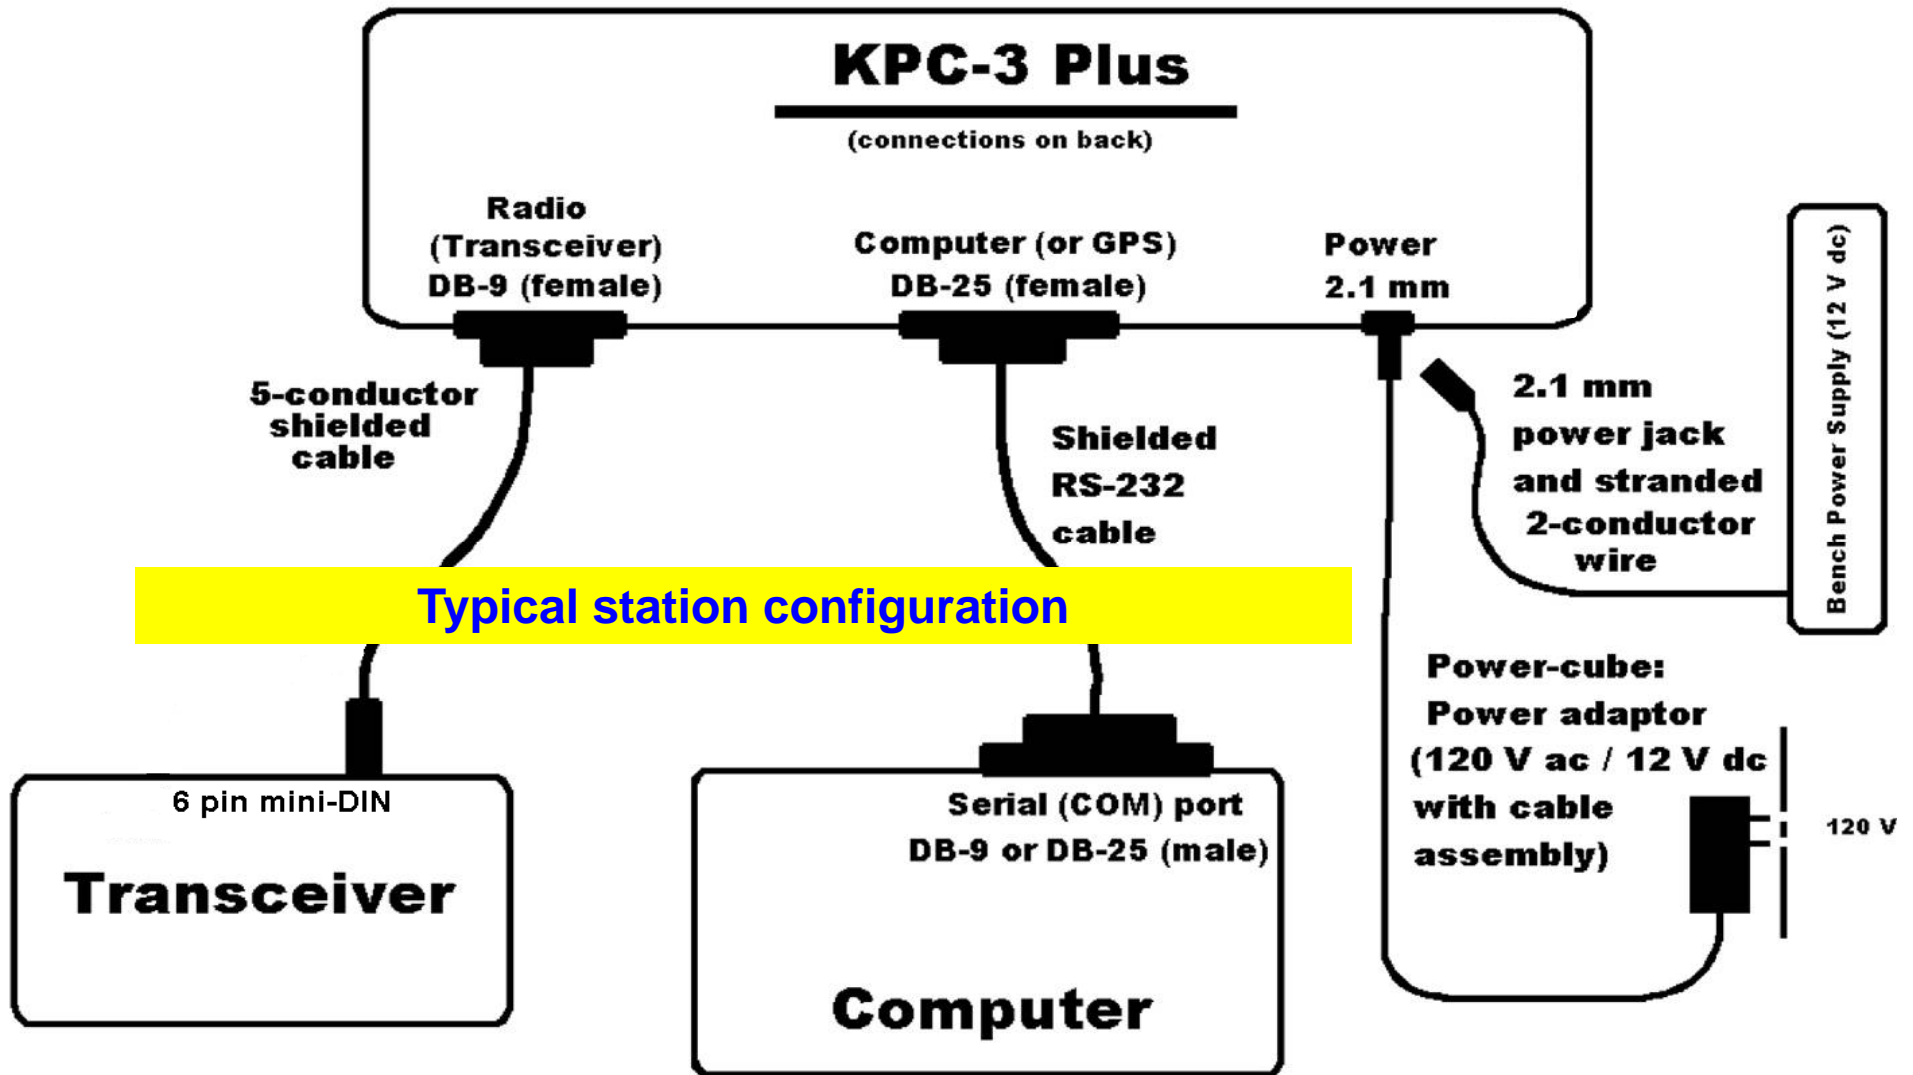 KPC-3 Plus
(connections on back)
Radio
(Transceiver)
DB-9 (female)
Computer (or GPS)
DB-25 (female)
Power
2.1 mm
Bench Power Supply (12 V dc)
5-conductor
shielded
cable
Shielded
RS-232
cable
2.1 mm
power jack
and stranded
2-conductor
wire
Typical station configuration
Power-cube:
Power adaptor
(120 V ac / 12 V dc
with cable
assembly)
120 V
6 pin mini-DIN
Transceiver
Serial (COM) port
DB-9 or DB-25 (male)
Computer